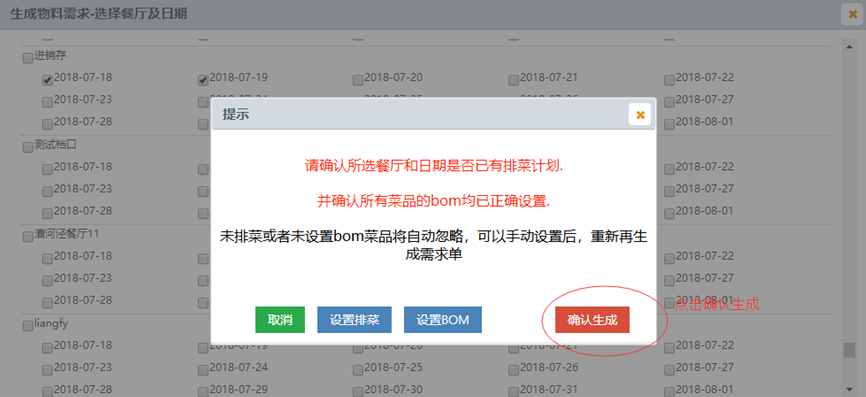 生成物料需求-选择餐厅及日期
进销存
2018-07-18 2018-07-19 2018-07-20 2018-07-21 2018-07-22
2018-07-23 2018-07-27
2018-07-28 2018-08-01
提示
测试档口
2018-07-18 2018-07-22
2018-07-23 2018-07-27
2018-07-28 2018-08-01
请确认所选餐厅和日期是否已有排菜计划.
并确认所有菜品的bom均已正确设置.
未排菜或者未设置bom菜品将自动忽略，可以手动设置后，重新再生
成需求单
漕河泾餐厅11
2018-07-18 2018-07-22
2018-07-23 2018-07-27
2018-07-28 2018-08-01
点击确认生成
取消 设置排菜 设置BOM 确认生成
liangfy
2018-07-18 2018-07-19 2018-07-20 2018-07-21 2018-07-22
2018-07-23 2018-07-24 2018-07-25 2018-07-26 2018-07-27
2018-07-28 2018-07-29 2018-07-30 2018-07-31 2018-08-01